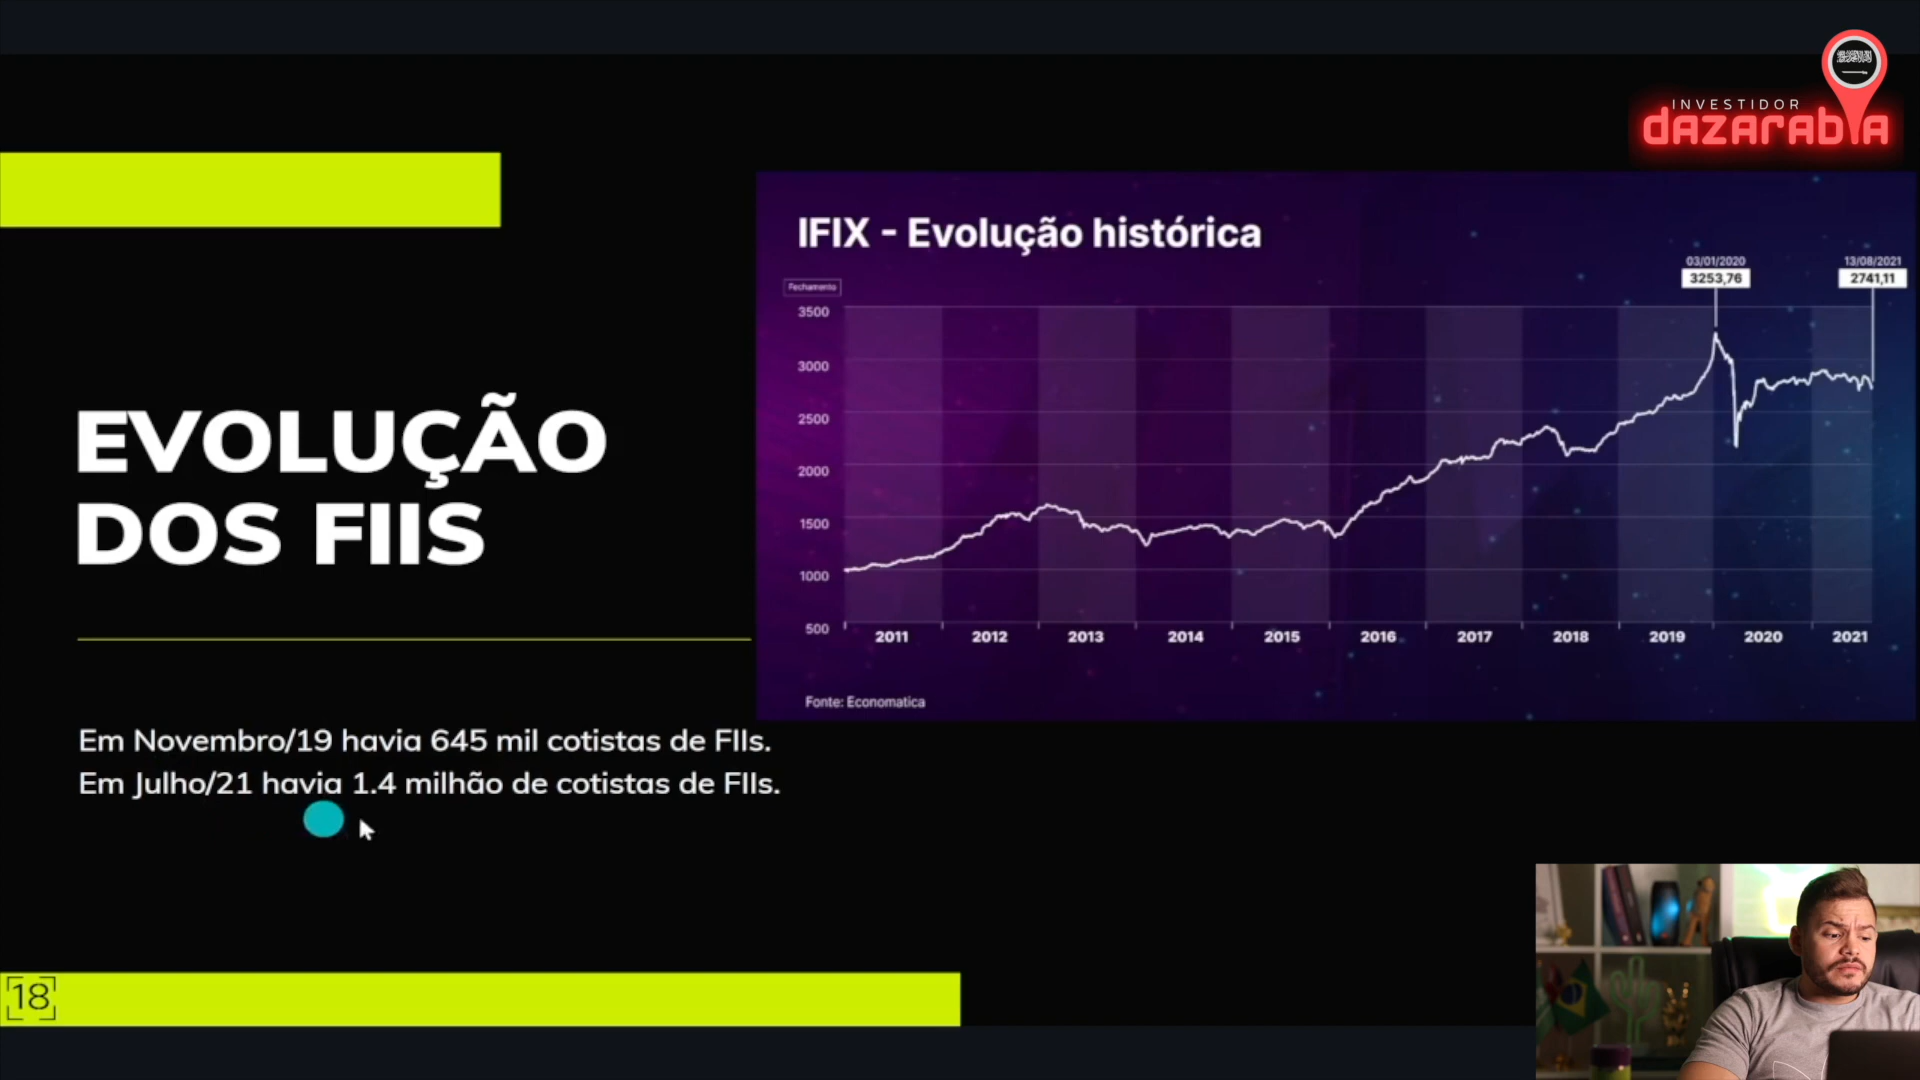 INVESTIDOR
dazarabia
IFIX - Evolução histórica
03/01/2020
3253,76
13/08/2021
2741,11
Fechamento
3500
3000
2500
2000
1500
1000
500
2011 2012 2013 2014 2015 2016 2017 2018 2019 2020 2021
Fonte: Economatica
EVOLUÇÃO
DOS FIIS
Em Novembro/19 havia 645 mil cotistas de FIIs.
Em Julho/21 havia 1.4 milhão de cotistas de FIIs.
18